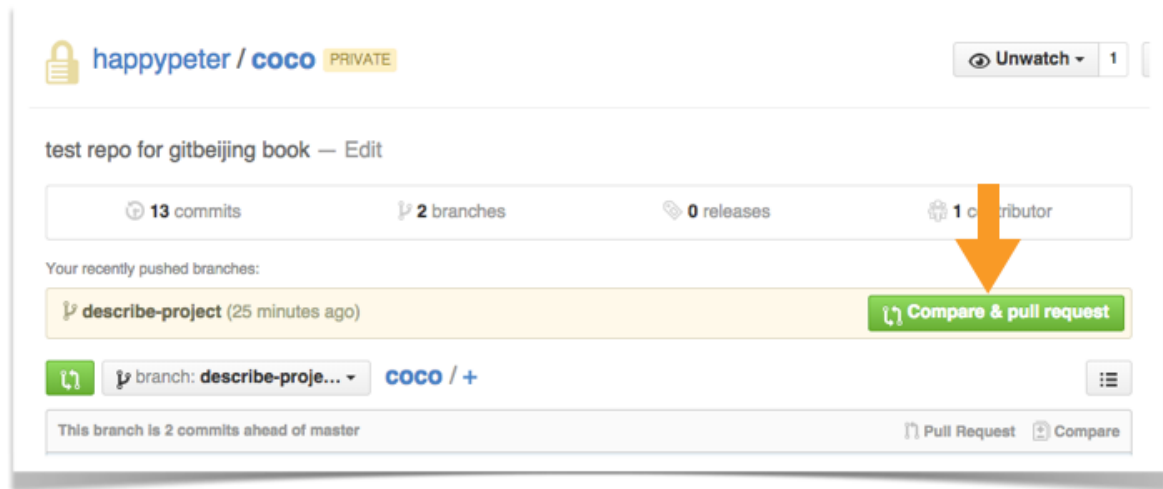 happypeter / coco PRIVATE
Unwatch 1
test repo for gitbeijing book — Edit
13 commits
2 branches
0 releases
1 contributor
Your recently pushed branches:
describe-project (25 minutes ago)
Compare & pull request
branch: describe-proje...
coco / +
This branch is 2 commits ahead of master
Pull Request
Compare